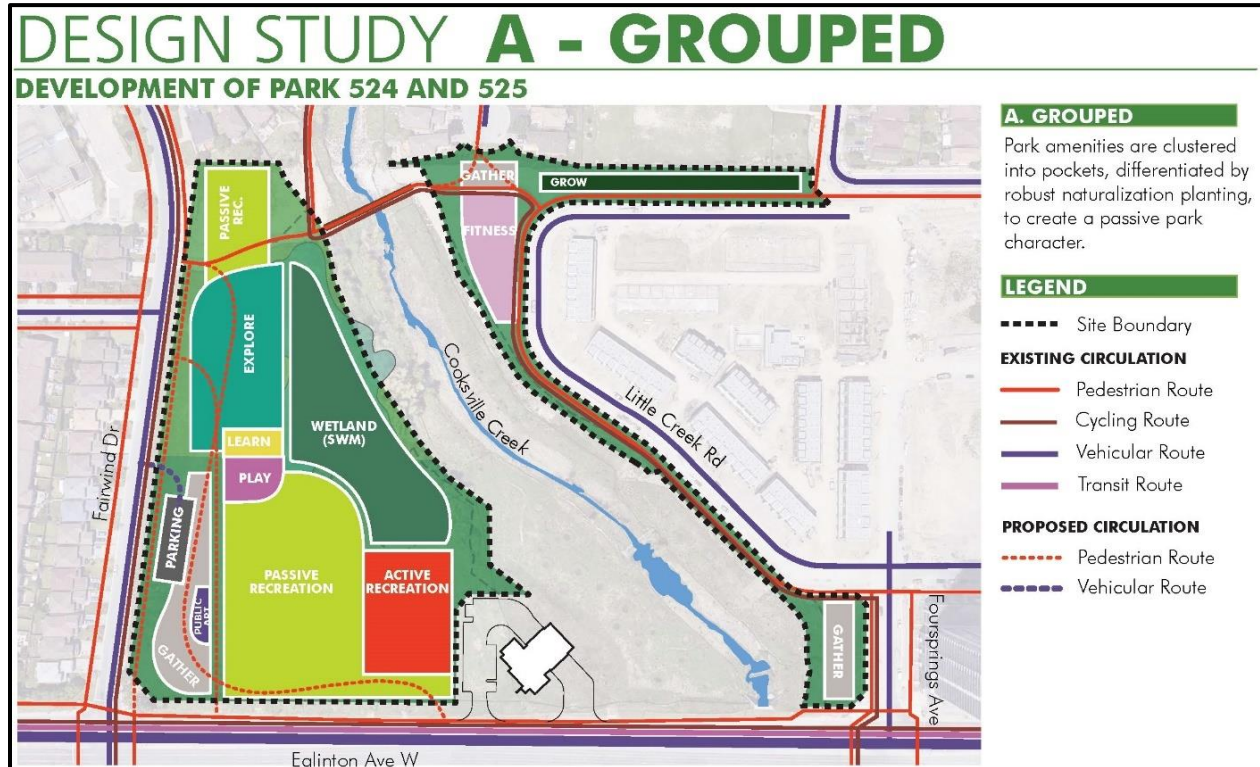 DESIGN STUDY A - GROUPED
DEVELOPMENT OF PARK 524 AND 525
PASSIVE
REC.
EXPLORE
LEARN
PLAY
WETLAND
(SWM)
PARKING
PUBLIC
ART
GATHER
PASSIVE
RECREATION
ACTIVE
RECREATION
GATHER
FITNESS
GROW
GATHER
Fairwind Dr
Cooksville Creek
Little Creek Rd
Foursprings Ave
Eglinton Ave W
A. GROUPED
Park amenities are clustered
into pockets, differentiated by
robust naturalization planting,
to create a passive park
character.
LEGEND
Site Boundary
EXISTING CIRCULATION
Pedestrian Route
Cycling Route
Vehicular Route
Transit Route
PROPOSED CIRCULATION
Pedestrian Route
Vehicular Route